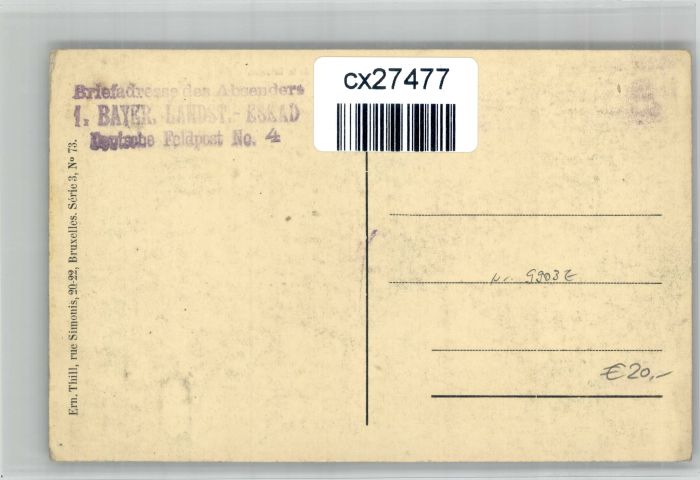 cx27477
Briefadresse des Absenders
1. BAYER. LANDST.- ESKAD
Deutsche Feldpost No. 4
Ern. Thill, rue Simonis, 20-22, Bruxelles. Série 3, No 73.
€ 20,-